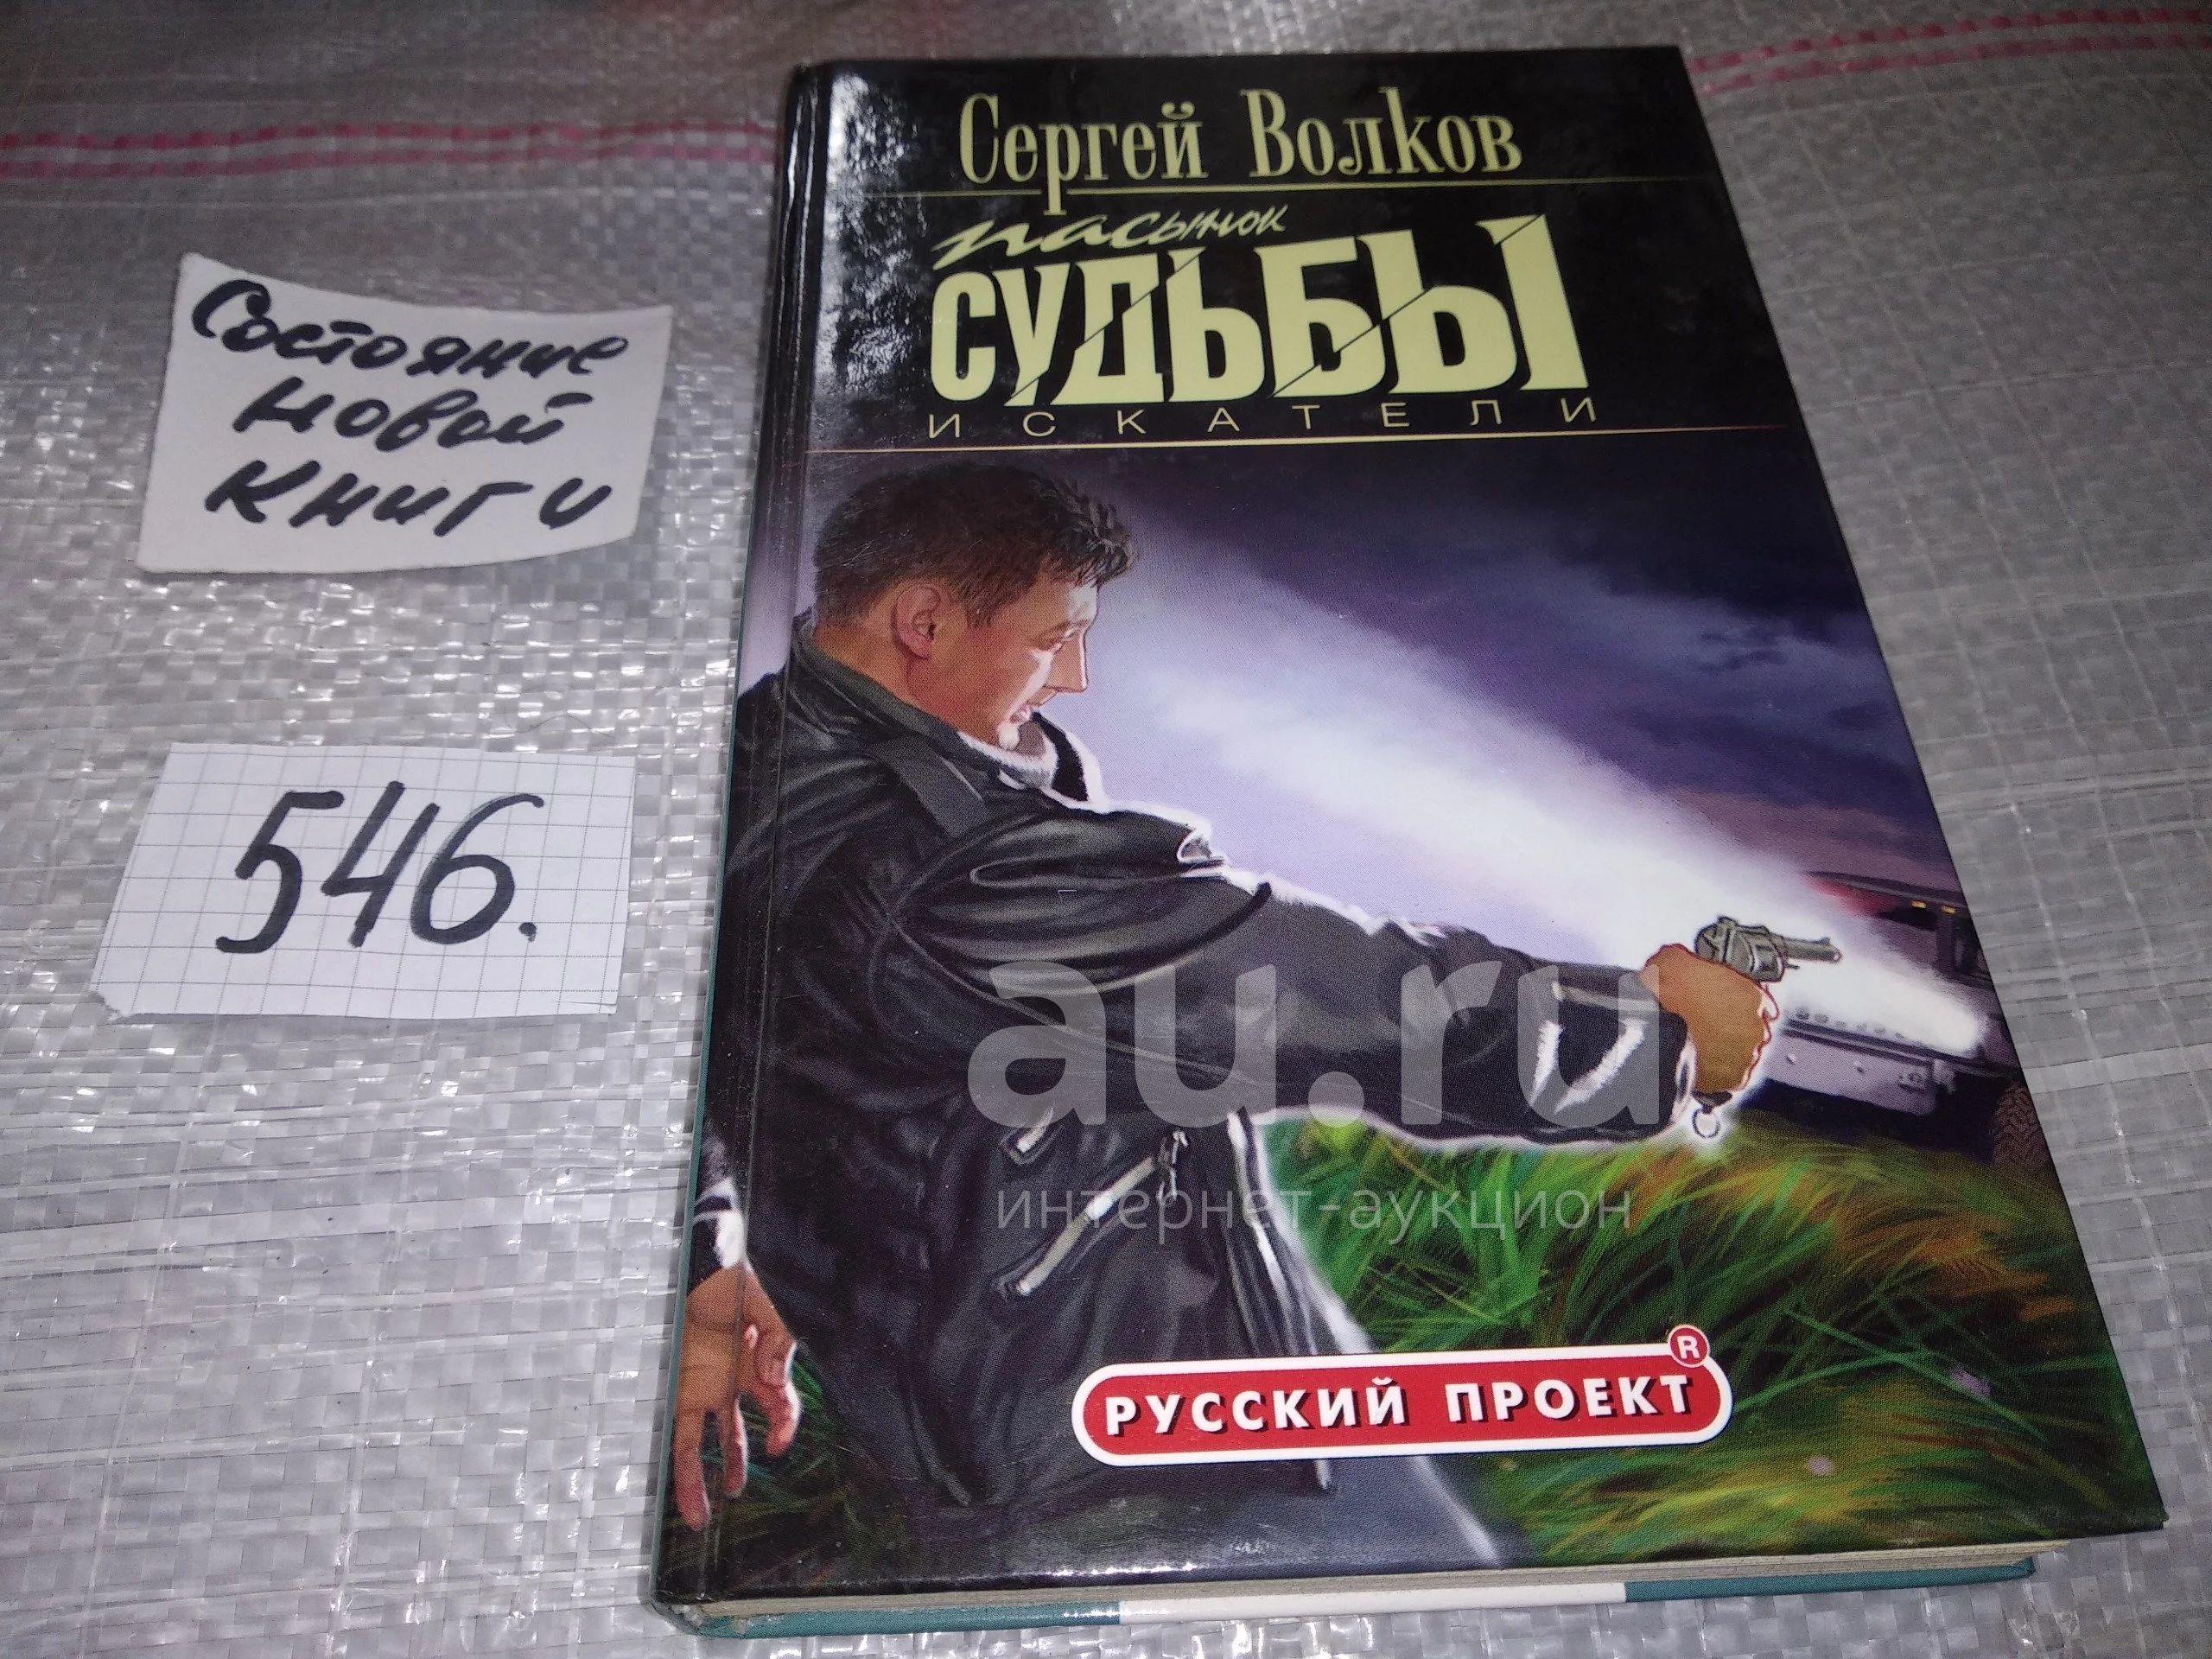 Сергей Волков
пасынок
СУДЬБЫ
ИСКАТЕЛИ
Состояние
новой
книги
546.
au.ru
интернет-аукцион
РУССКИЙ ПРОЕКТ
R